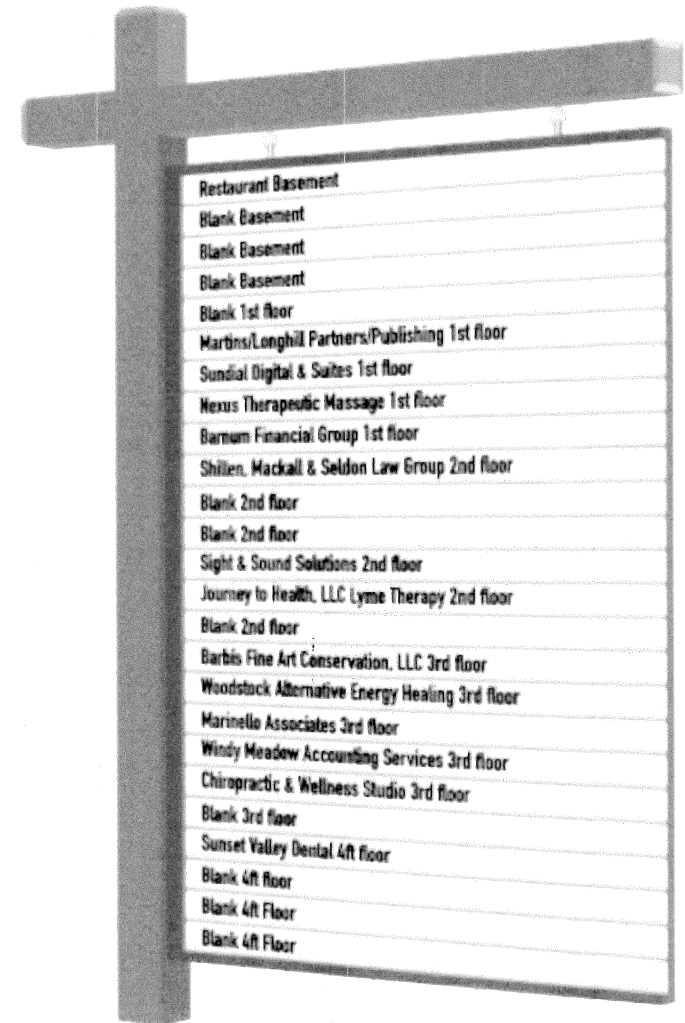 Restaurant Basement
Blank Basement
Blank Basement
Blank Basement
Blank 1st floor
Martins/Longhill Partners/Publishing 1st floor
Sundial Digital & Suites 1st floor
Nexus Therapeutic Massage 1st floor
Barnum Financial Group 1st floor
Shillen, Mackall & Seldon Law Group 2nd floor
Blank 2nd floor
Blank 2nd floor
Sight & Sound Solutions 2nd floor
Journey to Health, LLC Lyme Therapy 2nd floor
Blank 2nd floor
Barbis Fine Art Conservation, LLC 3rd floor
Woodstock Alternative Energy Healing 3rd floor
Marinello Associates 3rd floor
Windy Meadow Accounting Services 3rd floor
Chiropractic & Wellness Studio 3rd floor
Blank 3rd floor
Sunset Valley Dental 4ft floor
Blank 4ft floor
Blank 4ft Floor
Blank 4ft Floor